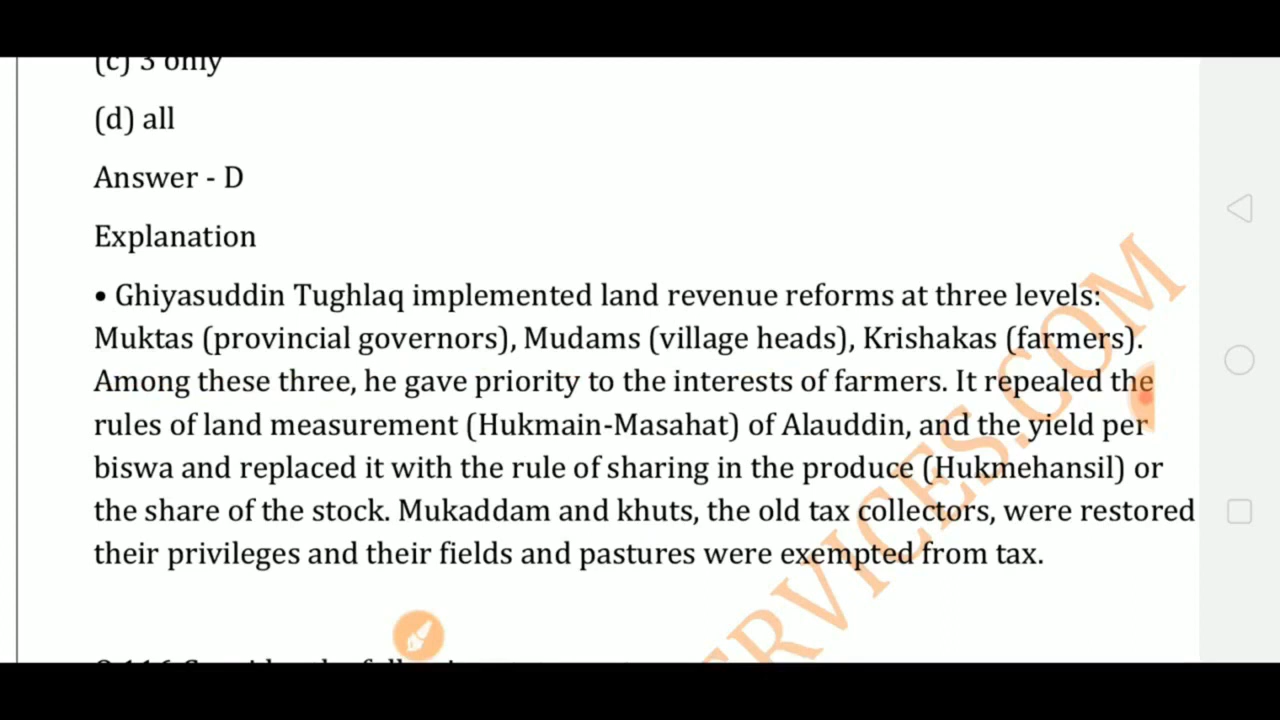 (c) 3 only
(d) all
Answer - D
Explanation
• Ghiyasuddin Tughlaq implemented land revenue reforms at three levels:
Muktas (provincial governors), Mudams (village heads), Krishakas (farmers).
Among these three, he gave priority to the interests of farmers. It repealed the
rules of land measurement (Hukmain-Masahat) of Alauddin, and the yield per
biswa and replaced it with the rule of sharing in the produce (Hukmehansil) or
the share of the stock. Mukaddam and khuts, the old tax collectors, were restored
their privileges and their fields and pastures were exempted from tax.
SERVICES.COM